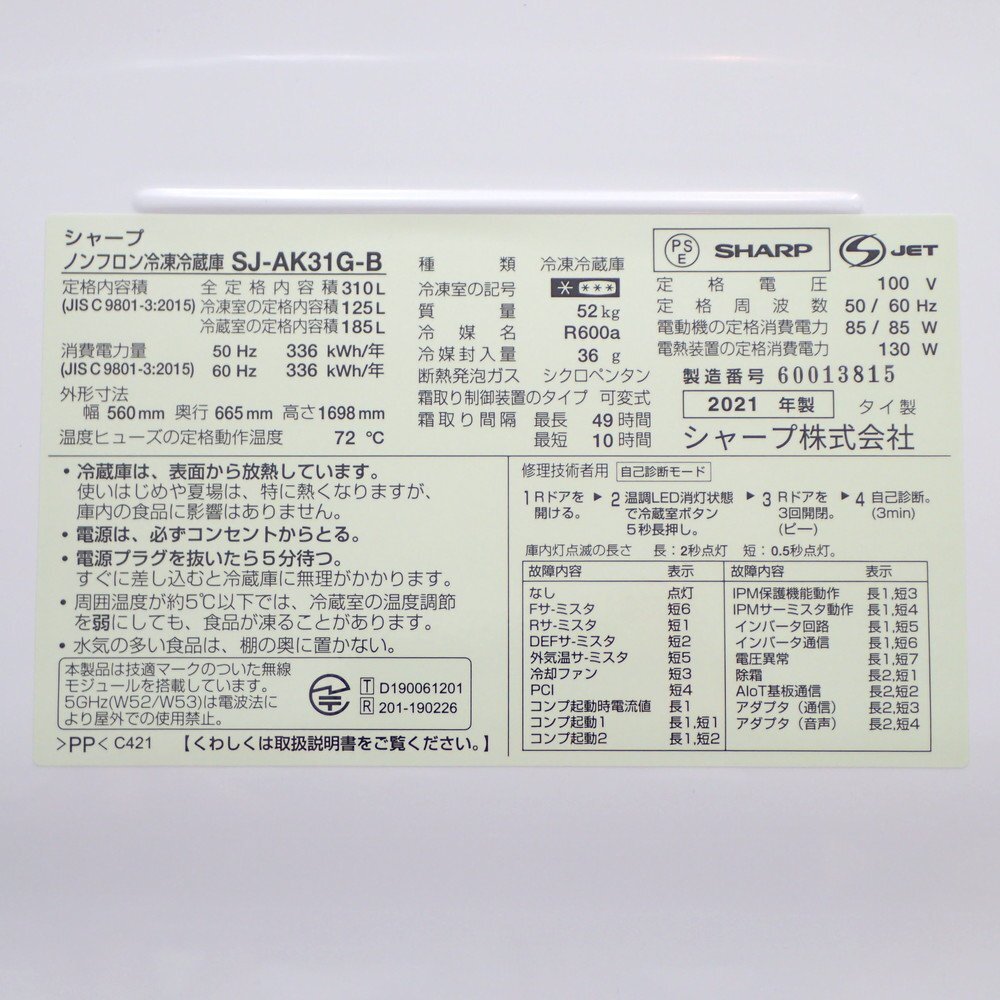 シャープ
ノンフロン冷凍冷蔵庫 SJ-AK31G-B
定格内容積 全定格内容積 310L
(JIS C 9801-3:2015) 冷凍室の定格内容積 125L
冷蔵室の定格内容積 185L
消費電力量 50 Hz 336 kWh/年
(JIS C 9801-3:2015) 60 Hz 336 kWh/年
外形寸法
幅 560mm 奥行 665mm 高さ 1698mm
温度ヒューズの定格動作温度 72 ℃
種類 冷凍冷蔵庫
冷凍室の記号 * ***
質量 52kg
冷媒名 R600a
冷媒封入量 36 g
断熱発泡ガス シクロペンタン
霜取り制御装置のタイプ 可変式
霜取り間隔 最長 49時間
最短 10時間
PSE SHARP JET
定格電圧 100 V
定格周波数 50/60 Hz
電動機の定格消費電力 85/85 W
電熱装置の定格消費電力 130 W
製造番号 60013815
2021 年製 タイ製
シャープ株式会社
・冷蔵庫は、表面から放熱しています。
使いはじめや夏場は、特に熱くなりますが、
庫内の食品に影響はありません。
・電源は、必ずコンセントからとる。
・電源プラグを抜いたら5分待つ。
すぐに差し込むと冷蔵庫に無理がかかります。
・周囲温度が約5℃以下では、冷蔵室の温度調節
を弱にしても、食品が凍ることがあります。
・水気の多い食品は、棚の奥に置かない。
本製品は技適マークのついた無線
モジュールを搭載しています。
5GHz(W52/W53)は電波法に
より屋外での使用禁止。
T D190061201
R 201-190226
>PP< C421 【くわしくは取扱説明書をご覧ください。】
修理技術者用 自己診断モード
1 Rドアを開ける。 ▶ 2 温調LED消灯状態で冷蔵室ボタン5秒長押し。 ▶ 3 Rドアを3回開閉。(ピー) ▶ 4 自己診断。(3min)
庫内灯点滅の長さ 長：2秒点灯 短：0.5秒点灯。
故障内容 表示 故障内容 表示
なし 点灯 IPM保護機能動作 長1,短3
Fサーミスタ 短6 IPMサーミスタ動作 長1,短4
Rサーミスタ 短1 インバータ回路 長1,短5
DEFサーミスタ 短2 インバータ通信 長1,短6
外気温サーミスタ 短5 電圧異常 長1,短7
冷却ファン 短3 除霜 長2,短1
PCI 短4 AIoT基板通信 長2,短2
コンプ起動時電流値 長1 アダプタ（通信） 長2,短3
コンプ起動1 長1,短1 アダプタ（音声） 長2,短4
コンプ起動2 長1,短2